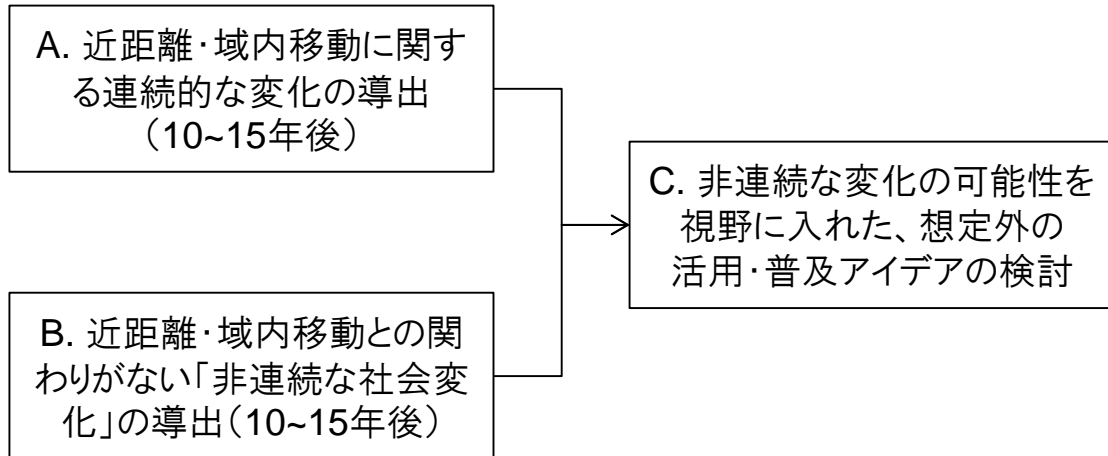 A. 近距離・域内移動に関す
る連続的な変化の導出
（10~15年後）
B. 近距離・域内移動との関
わりがない「非連続な社会変
化」の導出（10~15年後）
C. 非連続な変化の可能性を
視野に入れた、想定外の
活用・普及アイデアの検討